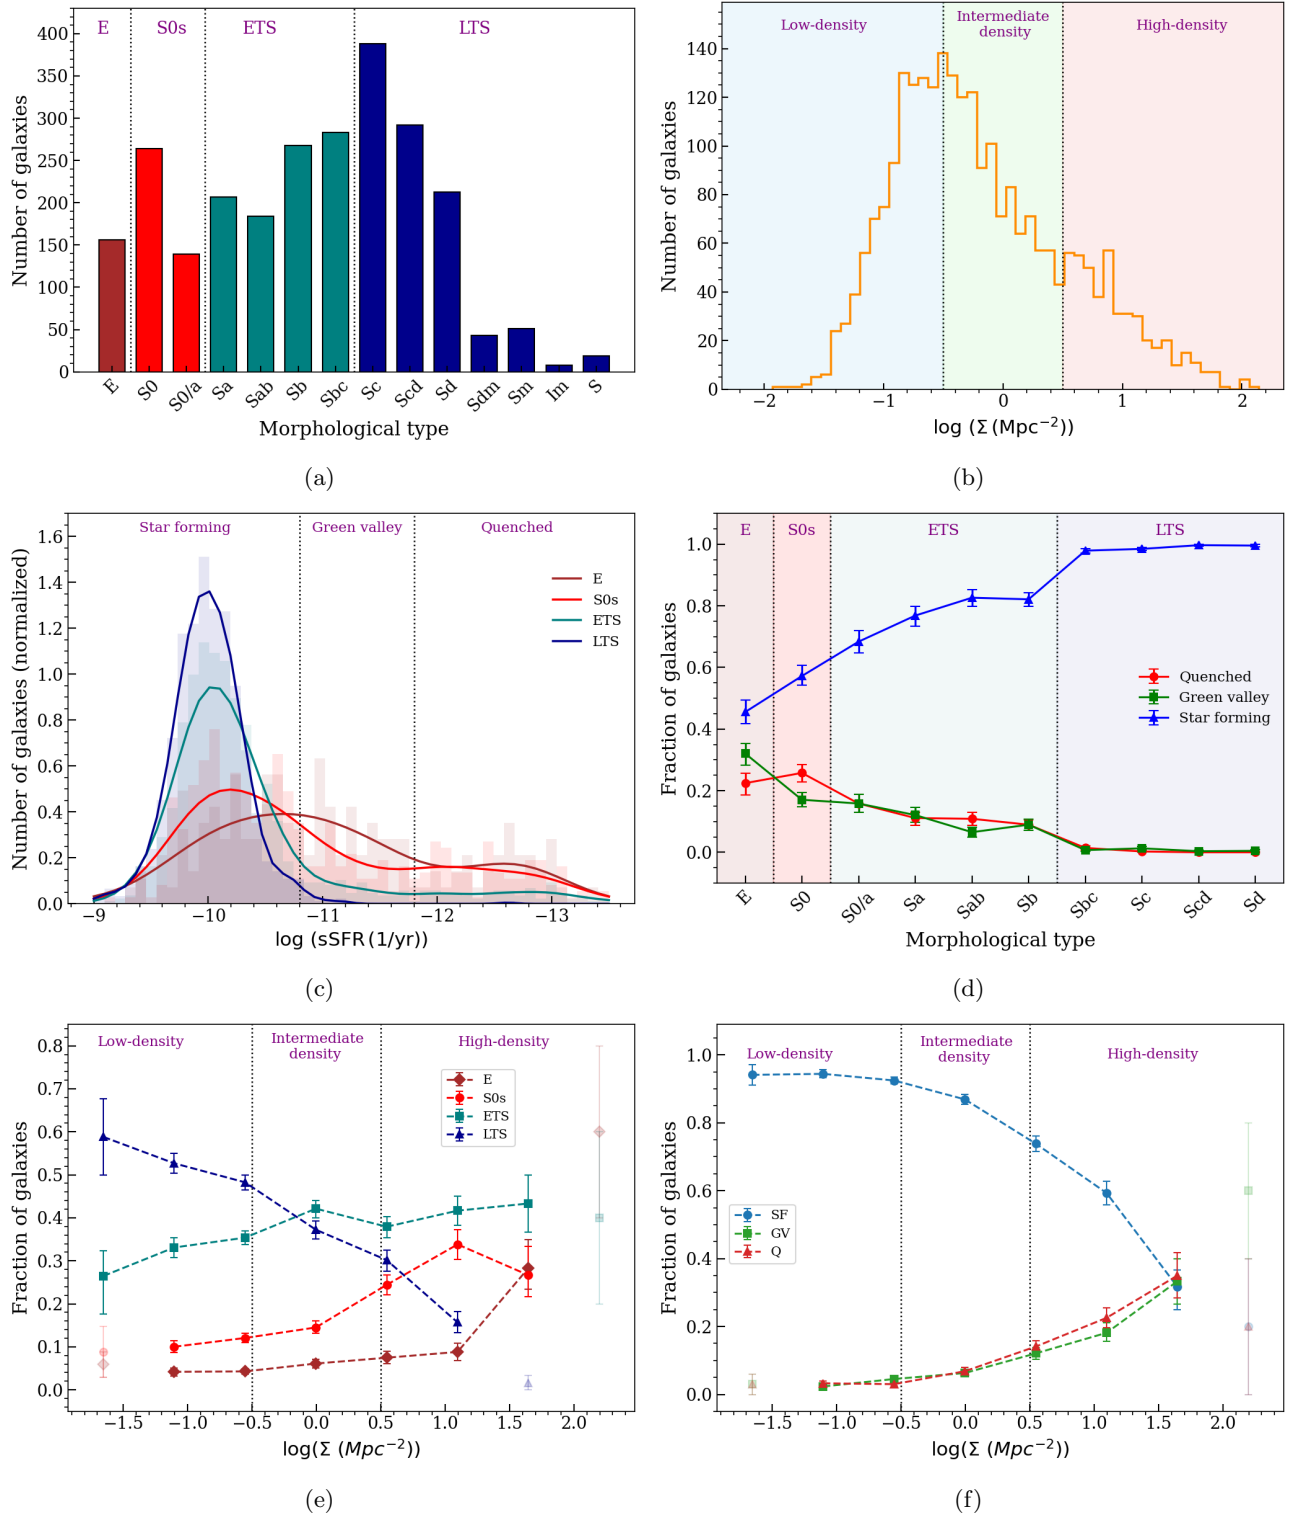 E S0s ETS LTS
400
350
300
250
200
150
100
50
0
Number of galaxies
E S0 S0/a Sa Sab Sb Sbc Sc Scd Sd Sdm Sm Im S
Morphological type
(a)
Low-density Intermediate density High-density
140
120
100
80
60
40
20
0
Number of galaxies
−2 −1 0 1 2
log (Σ (Mpc⁻²))
(b)
Star forming Green valley Quenched
1.6
1.4
1.2
1.0
0.8
0.6
0.4
0.2
0.0
Number of galaxies (normalized)
E
S0s
ETS
LTS
−9 −10 −11 −12 −13
log (sSFR (1/yr))
(c)
E S0s ETS LTS
1.0
0.8
0.6
0.4
0.2
0.0
Fraction of galaxies
Quenched
Green valley
Star forming
E S0 S0/a Sa Sab Sb Sbc Sc Scd Sd
Morphological type
(d)
Low-density Intermediate density High-density
0.8
0.7
0.6
0.5
0.4
0.3
0.2
0.1
0.0
Fraction of galaxies
E
S0s
ETS
LTS
−1.5 −1.0 −0.5 0.0 0.5 1.0 1.5 2.0
log(Σ (Mpc⁻²))
(e)
Low-density Intermediate density High-density
1.0
0.8
0.6
0.4
0.2
0.0
Fraction of galaxies
SF
GV
Q
−1.5 −1.0 −0.5 0.0 0.5 1.0 1.5 2.0
log(Σ (Mpc⁻²))
(f)